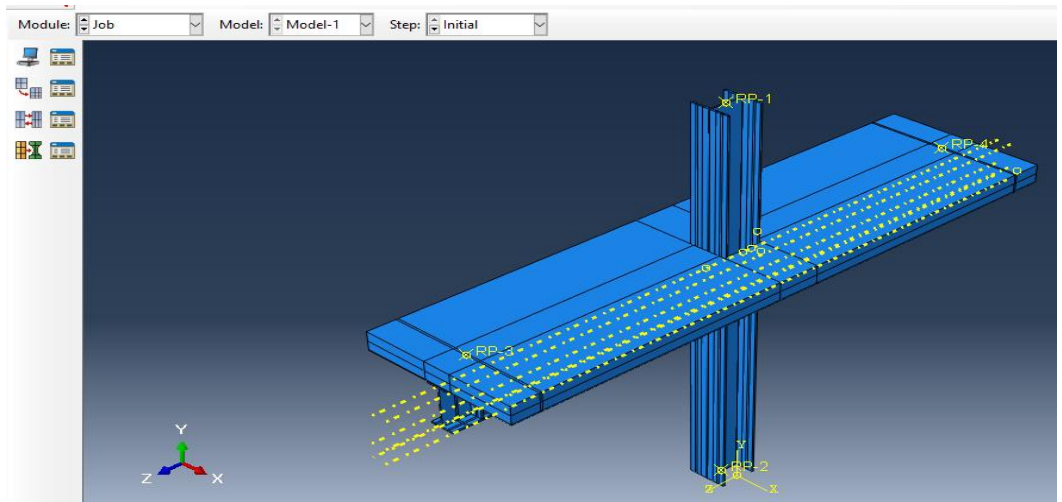 Module: Job Model: Model-1 Step: Initial
RP-1
RP-4
RP-3
RP-2
Y
Z
X
Y
Z
X